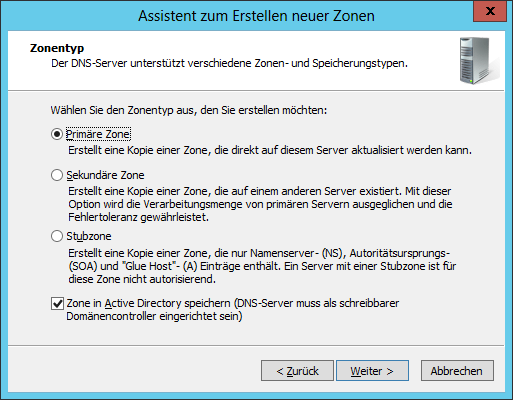 Assistent zum Erstellen neuer Zonen
x
Zonentyp
Der DNS-Server unterstützt verschiedene Zonen- und Speicherungstypen.
Wählen Sie den Zonentyp aus, den Sie erstellen möchten:
Primäre Zone
Erstellt eine Kopie einer Zone, die direkt auf diesem Server aktualisiert werden kann.
Sekundäre Zone
Erstellt eine Kopie einer Zone, die auf einem anderen Server existiert. Mit dieser
Option wird die Verarbeitungsmenge von primären Servern ausgeglichen und die
Fehlertoleranz gewährleistet.
Stubzone
Erstellt eine Kopie einer Zone, die nur Namenserver- (NS), Autoritätsursprungs-
(SOA) und "Glue Host"- (A) Einträge enthält. Ein Server mit einer Stubzone ist für
diese Zone nicht autorisierend.
Zone in Active Directory speichern (DNS-Server muss als schreibbarer
Domänencontroller eingerichtet sein)
< Zurück Weiter > Abbrechen